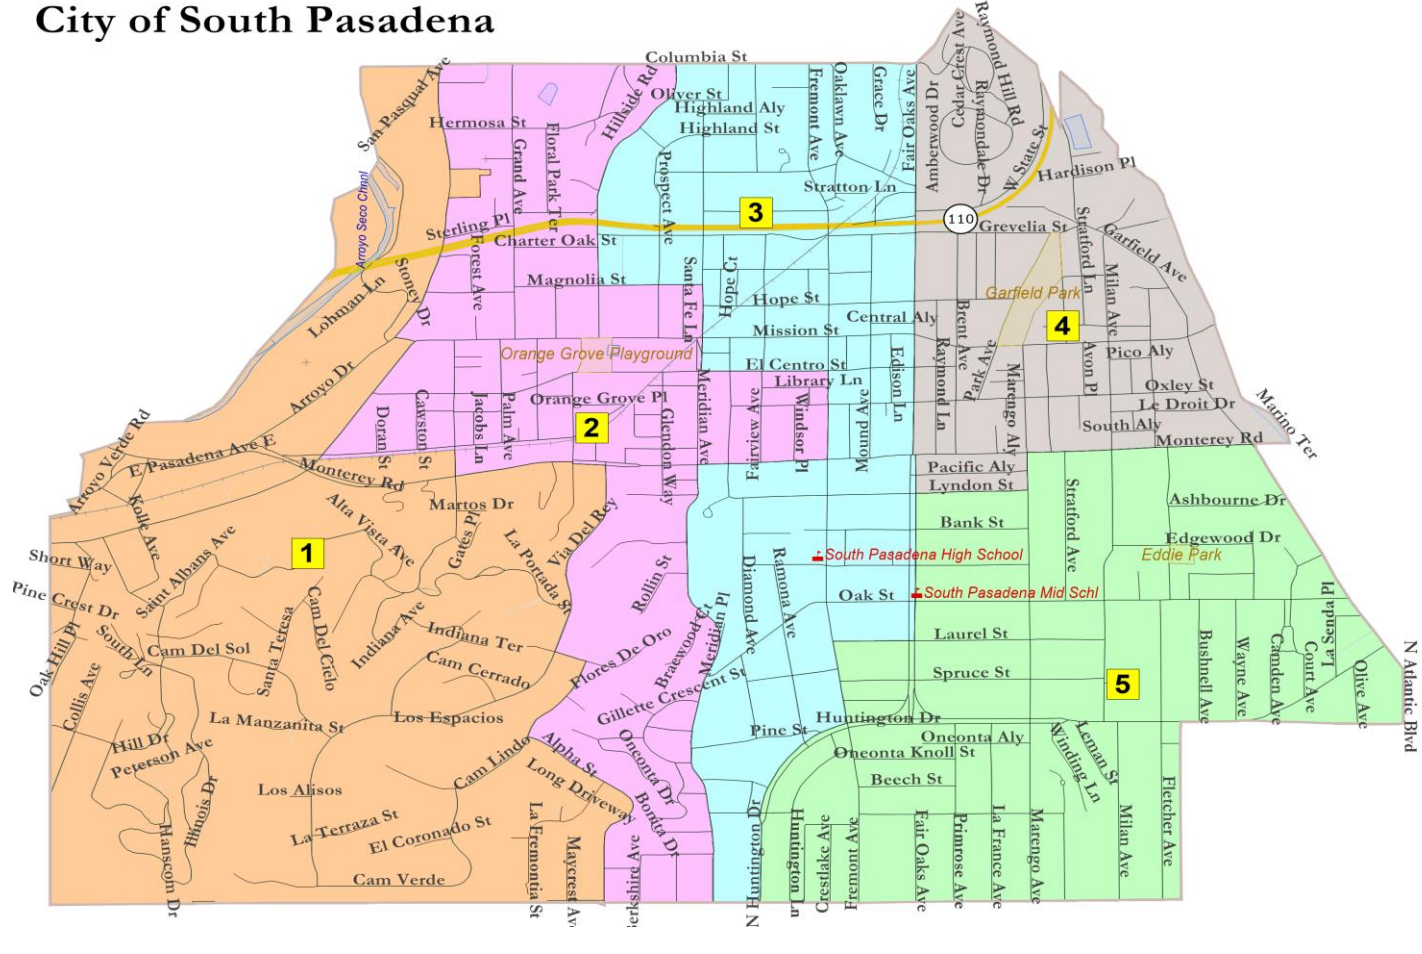 City of South Pasadena
Columbia St
San Pasqual Ave
Hermosa St
Hillside Rd
Oliver St
Highland Aly
Highland St
Fremont Ave
Oaklawn Ave
Grace Dr
Fair Oaks Ave
Amberwood Dr
Cedar Crest Ave
Raymond Hill Rd
Raymondale Dr
W State St
Hardison Pl
Grand Ave
Floral Park Ter
Prospect Ave
Stratton Ln
Arroyo Seco Chnnl
Sterling Pl
Charter Oak St
3
110
Grevelia St
Stratford Ln
Garfield Ave
Forest Ave
Stoney Dr
Lohman Ln
Magnolia St
Santa Fe Ln
Hope Ct
Hope St
Mission St
Central Aly
Brent Ave
Garfield Park
Milan Ave
4
Orange Grove Playground
El Centro St
Library Ln
Edison Ln
Raymond Ln
Park Ave
Marengo Aly
Avon Pl
Pico Aly
Oxley St
Le Droit Dr
South Aly
Monterey Rd
Marino Ter
Arroyo Dr
Arroyo Verde Rd
E Pasadena Ave E
Doran St
Cawston St
Jacobs Ln
Palm Ave
Orange Grove Pl
2
Glendon Way
Meridian Ave
Fairview Ave
Windsor Pl
Mound Ave
Monterey Rd
Pacific Aly
Lyndon St
Kolle Ave
Alta Vista Ave
Martos Dr
Gates Pl
La Portada St
Via Del Rey
Bank St
Stratford Ave
Ashbourne Dr
Edgewood Dr
Eddie Park
Short Way
Saint Albans Ave
1
South Pasadena High School
South Pasadena Mid Schl
Oak St
Pine Crest Dr
Oak Hill Pl
South Ln
Cam Del Sol
Santa Teresa
Cam Del Cielo
Indiana Ave
Indiana Ter
Cam Cerrado
Rollin St
Flores De Oro
Braewood Ct
Meridian Pl
Diamond Ave
Ramona Ave
Laurel St
Spruce St
5
Bushnell Ave
Wayne Ave
Camden Ave
Court Ave
La Senda Pl
Olive Ave
N Atlantic Blvd
Collis Ave
La Manzanita St
Los Espacios
Gillette Crescent St
Huntington Dr
Pine St
Oneonta Aly
Oneonta Knoll St
Beech St
Winding Ln
Leman St
Hill Dr
Peterson Ave
Illinois Dr
Hanscom Dr
Los Alisos
Cam Lindo
Alpha St
Long Driveway
Oneonta Dr
Bonita Dr
La Terraza St
El Coronado St
Cam Verde
La Fremontia St
Maycrest Av
erkshire Ave
N Huntington Dr
Huntington Ln
Crestlake Ave
Fremont Ave
Fair Oaks Ave
Primrose Ave
La France Ave
Marengo Ave
Milan Ave
Fletcher Ave